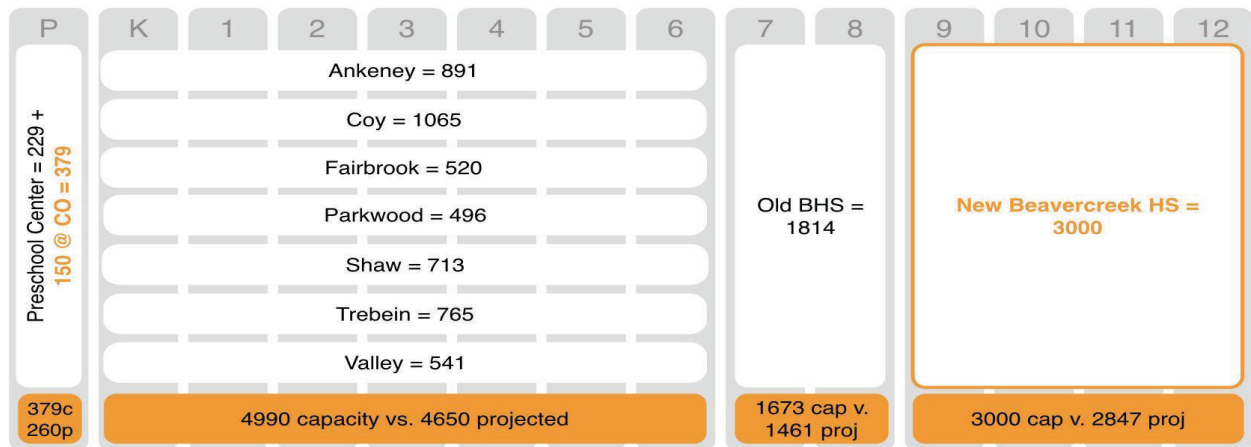 P K 1 2 3 4 5 6 7 8 9 10 11 12
Preschool Center = 229 +
150 @ CO = 379
Ankeney = 891
Coy = 1065
Fairbrook = 520
Parkwood = 496
Shaw = 713
Trebein = 765
Valley = 541
Old BHS =
1814
New Beavercreek HS =
3000
379c
260p
4990 capacity vs. 4650 projected
1673 cap v.
1461 proj
3000 cap v. 2847 proj